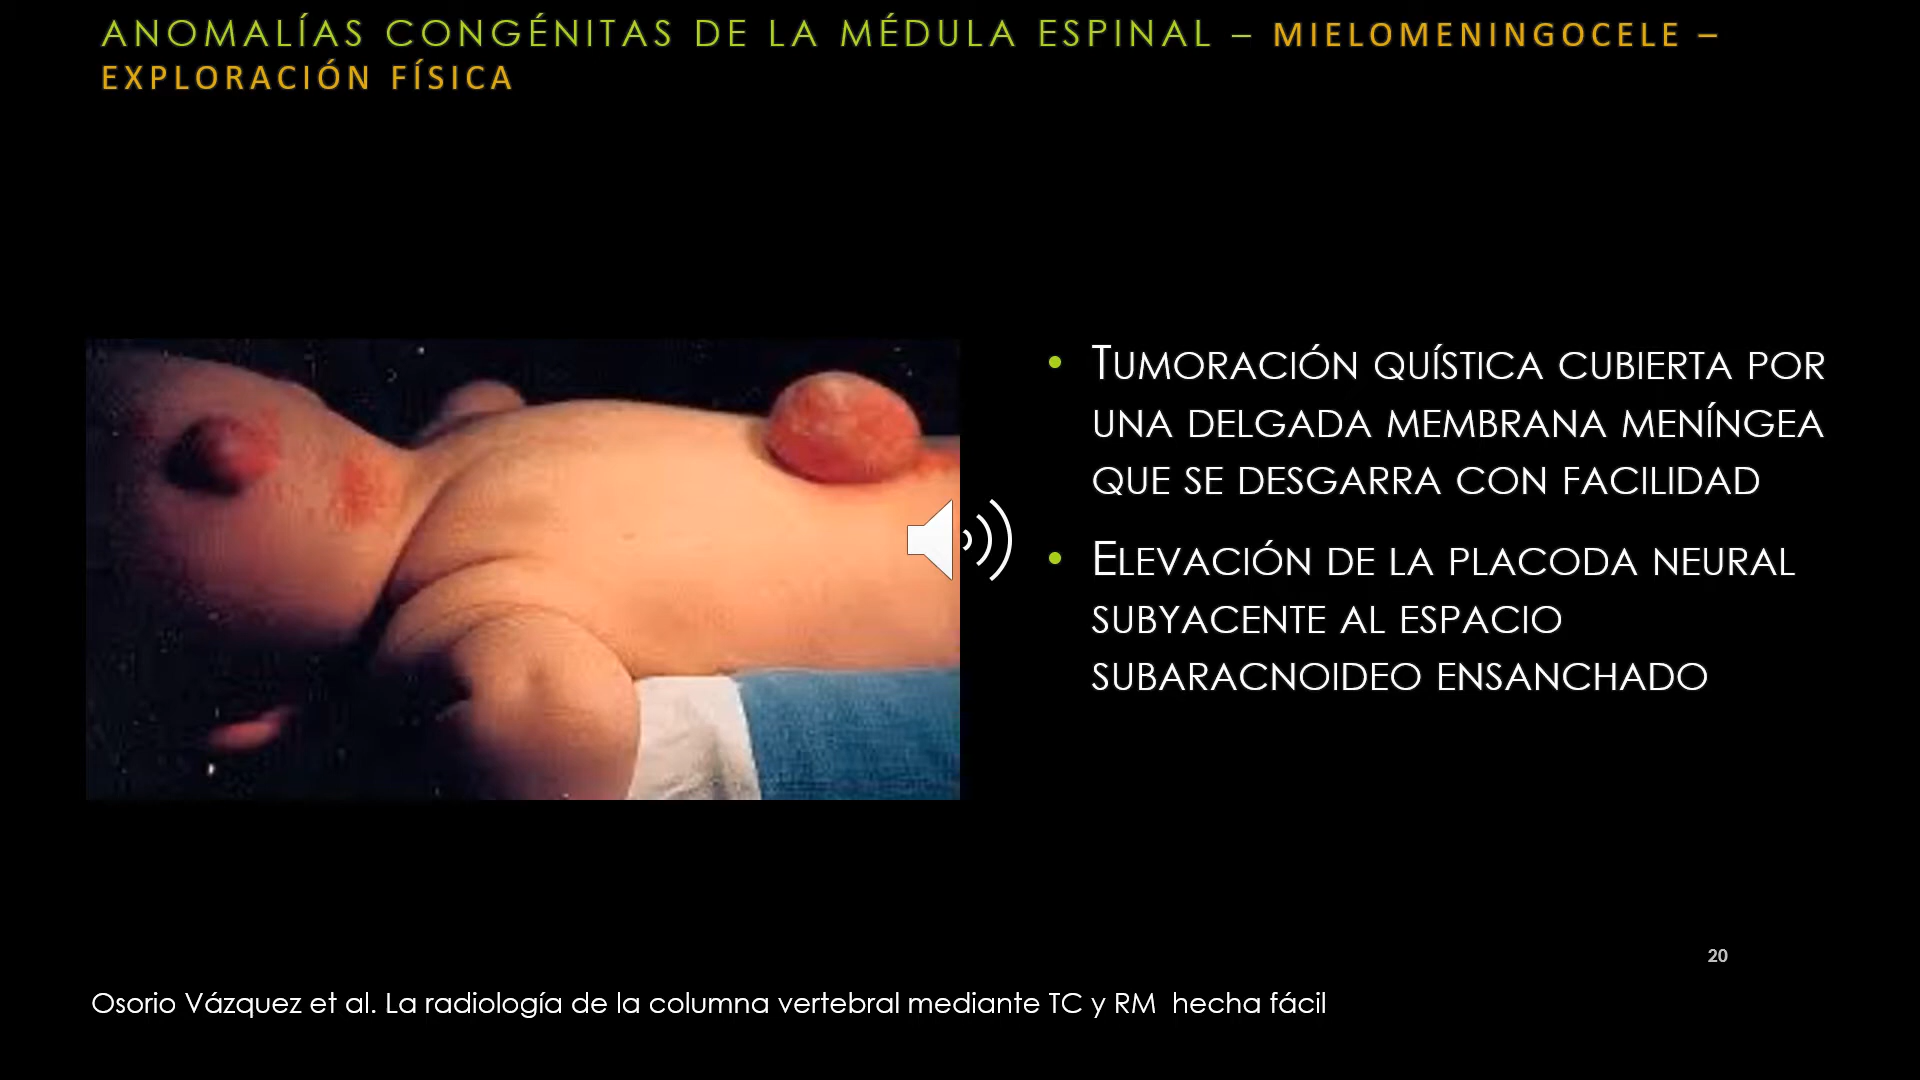 ANOMALÍAS CONGÉNITAS DE LA MÉDULA ESPINAL – MIELOMENINGOCELE –
EXPLORACIÓN FÍSICA
• TUMORACIÓN QUÍSTICA CUBIERTA POR
UNA DELGADA MEMBRANA MENÍNGEA
QUE SE DESGARRA CON FACILIDAD
• ELEVACIÓN DE LA PLACODA NEURAL
SUBYACENTE AL ESPACIO
SUBARACNOIDEO ENSANCHADO
20
Osorio Vázquez et al. La radiología de la columna vertebral mediante TC y RM hecha fácil